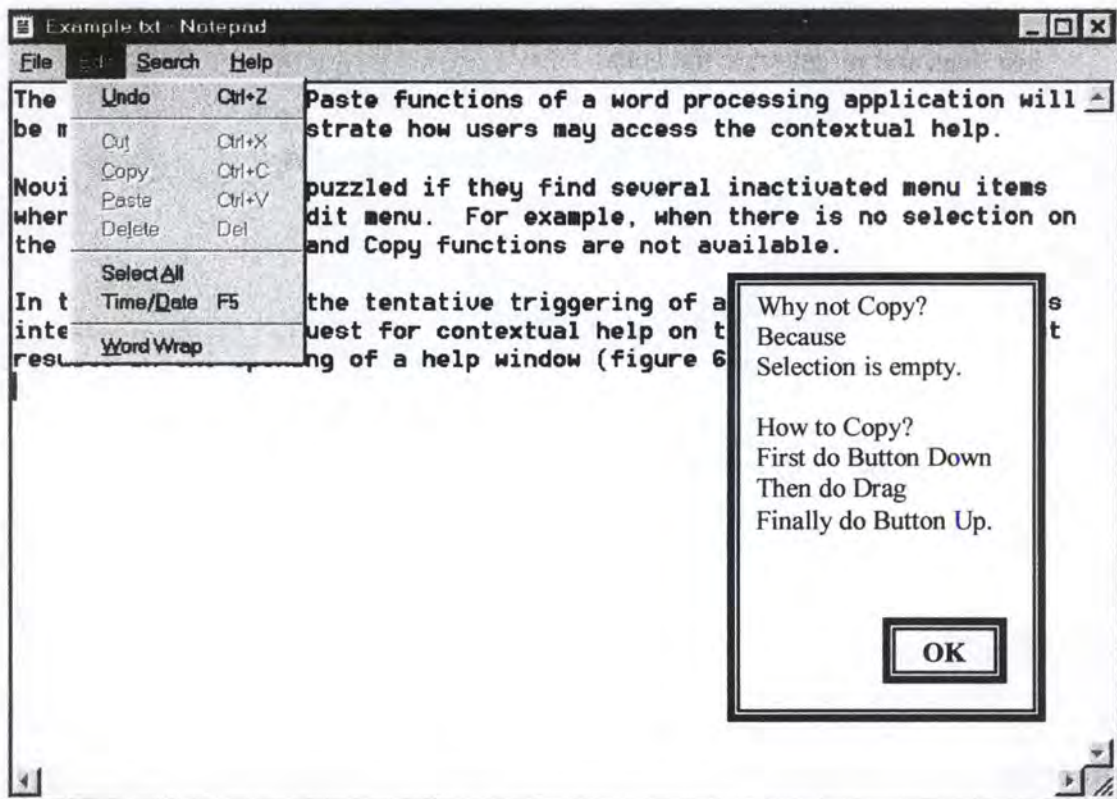 Example.txt - Notepad
File Edit Search Help
Undo Ctrl+Z
Cut Ctrl+X
Copy Ctrl+C
Paste Ctrl+V
Delete Del
Select All
Time/Date F5
Word Wrap
The Paste functions of a word processing application will
be m strate how users may access the contextual help.
Novi puzzled if they find several inactivated menu items
when dit menu. For example, when there is no selection on
the and Copy functions are not available.
In t the tentative triggering of a s
inte uest for contextual help on t t
resu ng of a help window (figure 6
Why not Copy?
Because
Selection is empty.
How to Copy?
First do Button Down
Then do Drag
Finally do Button Up.
OK